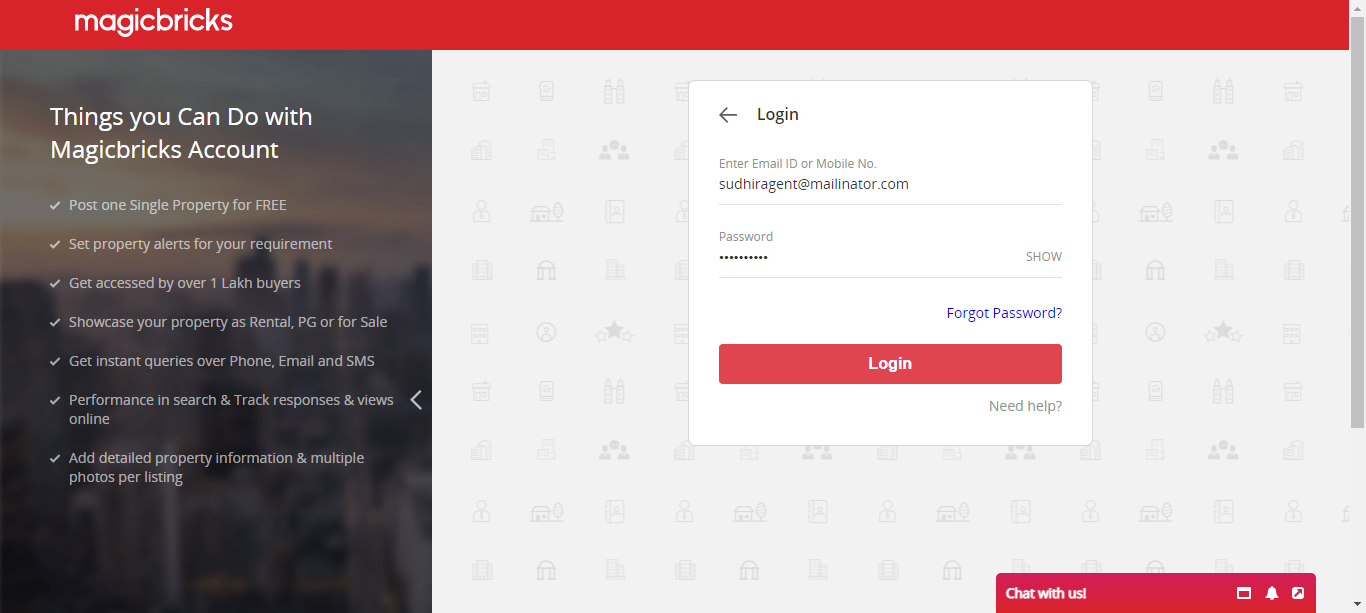 magicbricks
Things you Can Do with
Magicbricks Account
Post one Single Property for FREE
Set property alerts for your requirement
Get accessed by over 1 Lakh buyers
Showcase your property as Rental, PG or for Sale
Get instant queries over Phone, Email and SMS
Performance in search & Track responses & views
online
Add detailed property information & multiple
photos per listing
Login
Enter Email ID or Mobile No.
sudhiragent@mailinator.com
Password
••••••••••
SHOW
Forgot Password?
Login
Need help?
Chat with us!